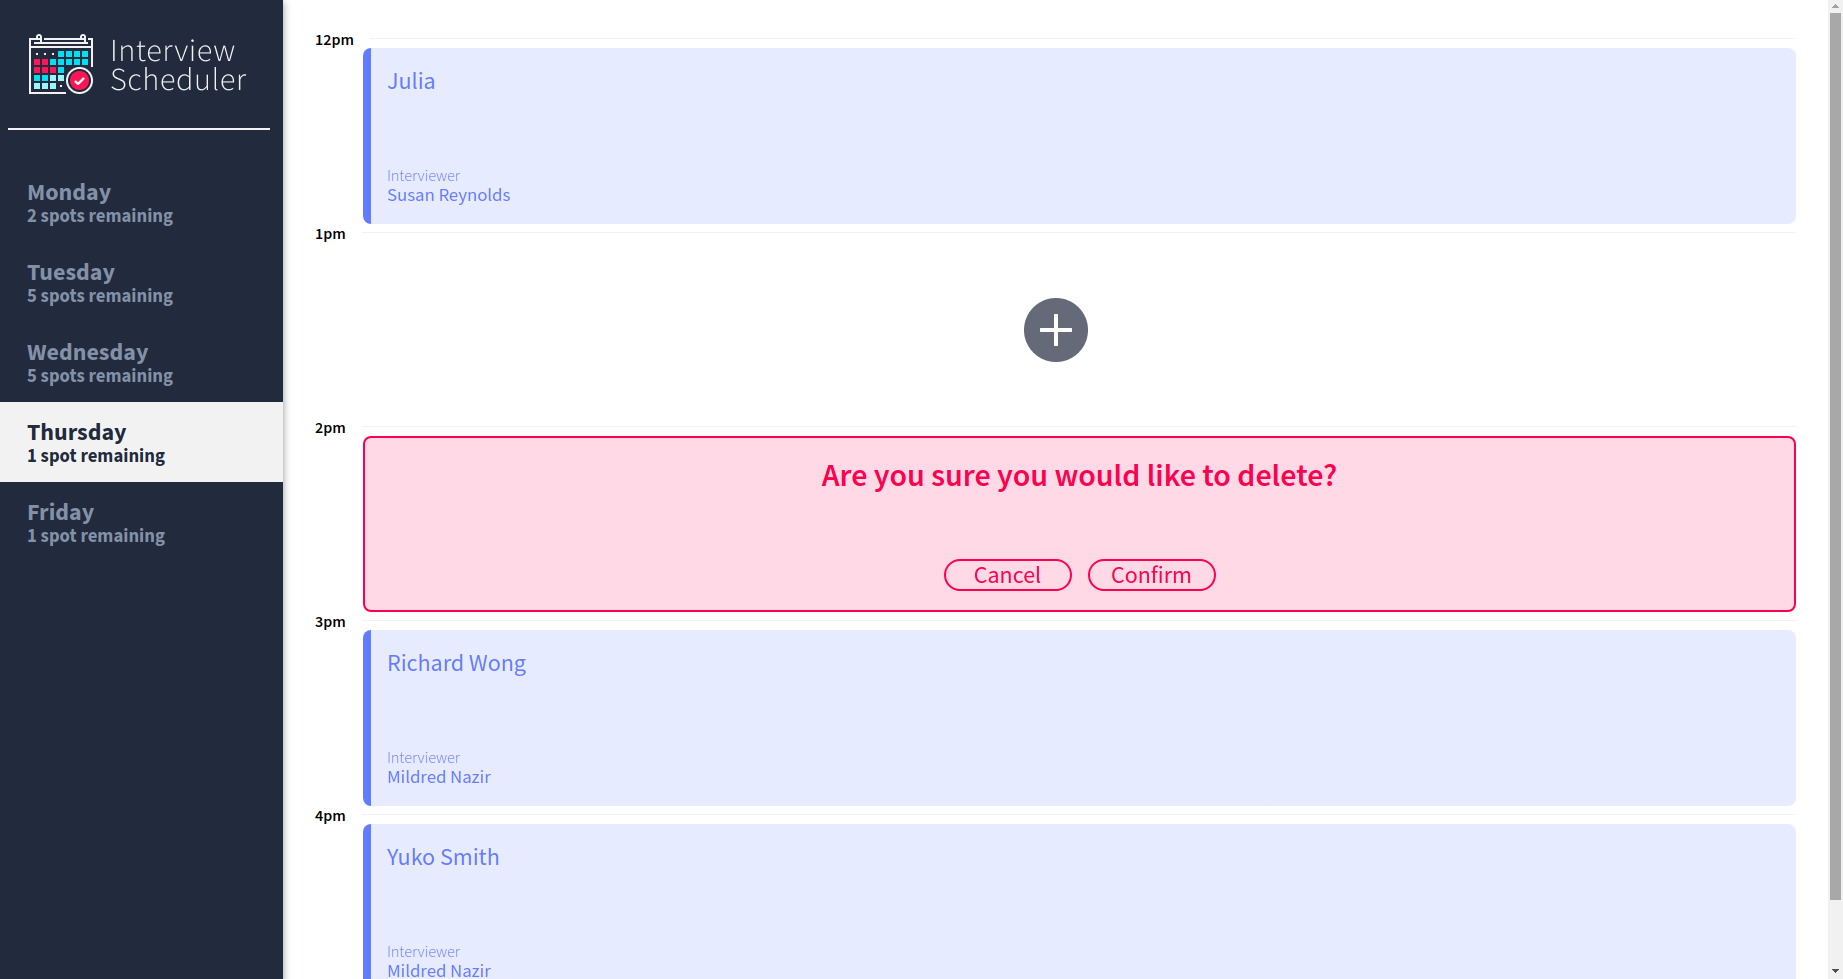 Interview
Scheduler
Monday
2 spots remaining
Tuesday
5 spots remaining
Wednesday
5 spots remaining
Thursday
1 spot remaining
Friday
1 spot remaining
12pm
Julia
Interviewer
Susan Reynolds
1pm
2pm
Are you sure you would like to delete?
Cancel Confirm
3pm
Richard Wong
Interviewer
Mildred Nazir
4pm
Yuko Smith
Interviewer
Mildred Nazir